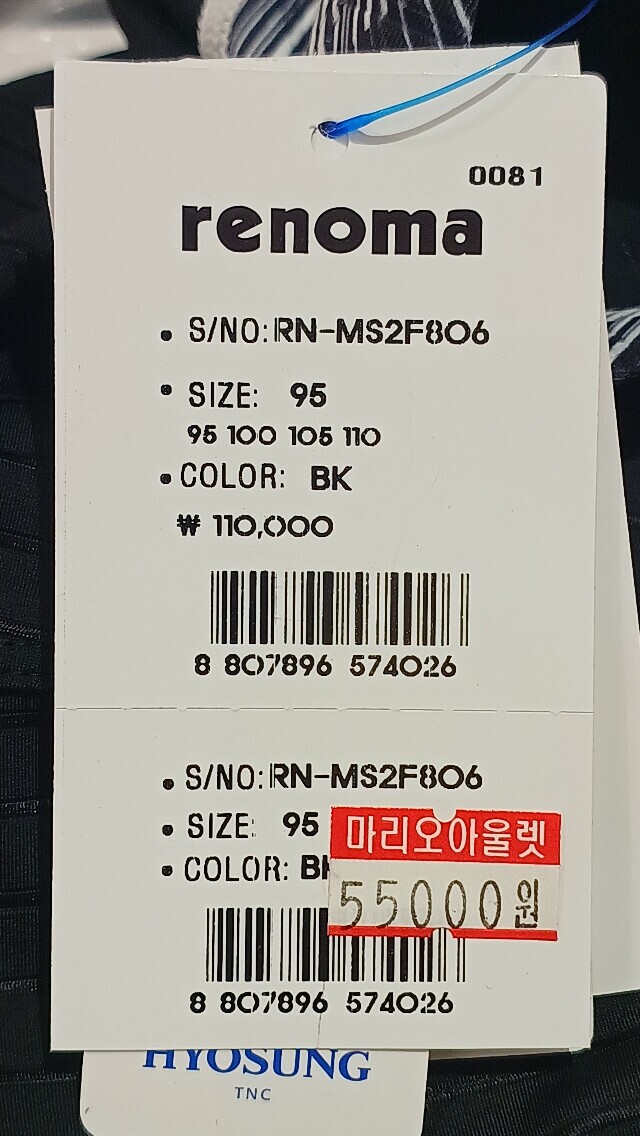 0081
renoma
• S/NO: RN-MS2F806
• SIZE: 95
95 100 105 110
• COLOR: BK
₩ 110,000
8 807896 574026
• S/NO: RN-MS2F806
• SIZE: 95
마리오아울렛
• COLOR: BK
55000원
8 807896 574026
HYOSUNG
TNC